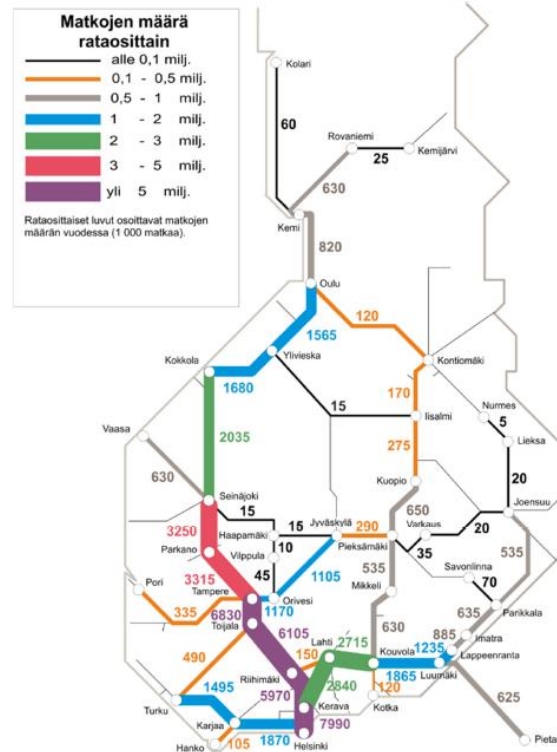 Matkojen määrä
rataosittain
alle 0,1 milj.
0,1 - 0,5 milj.
0,5 - 1 milj.
1 - 2 milj.
2 - 3 milj.
3 - 5 milj.
yli 5 milj.
Rataosittaiset luvut osoittavat matkojen
määrän vuodessa (1 000 matkaa).
Kolari
60
Rovaniemi
25
Kemijärvi
630
Kemi
820
Oulu
120
1565
Kokkola
Ylivieska
Kontiomäki
1680
170
Nurmes
15
Iisalmi
5
Vaasa
2035
275
Lieksa
630
Kuopio
20
Seinäjoki
Joensuu
15
650
Jyväskylä
Varkaus
20
3250
Haapamäki
15
290
Parkano
10
Pieksämäki
35
535
Vilppula
Savonlinna
3315
45
1105
535
70
Pori
Tampere
Orivesi
Mikkeli
1170
Parikkala
335
6830
635
Toijala
6105
2715
630
Imatra
490
Lahti
Kouvola
885
1235
Lappeenranta
150
Riihimäki
1865
Luumäki
1495
5970
2840
120
625
Turku
Kerava
Kotka
Karjaa
7990
Pieta
Hanko
105
1870
Helsinki